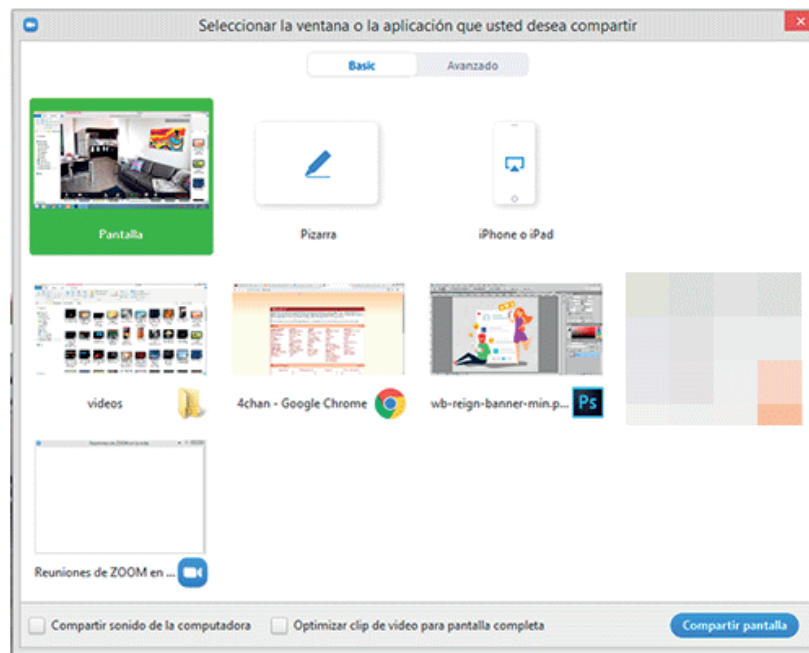 Seleccionar la ventana o la aplicación que usted desea compartir
Basic
Avanzado
Pantalla
Pizarra
iPhone o iPad
videos
4chan - Google Chrome
wb-reign-banner-min.p...
Ps
Reuniones de ZOOM en ...
Compartir sonido de la computadora
Optimizar clip de video para pantalla completa
Compartir pantalla